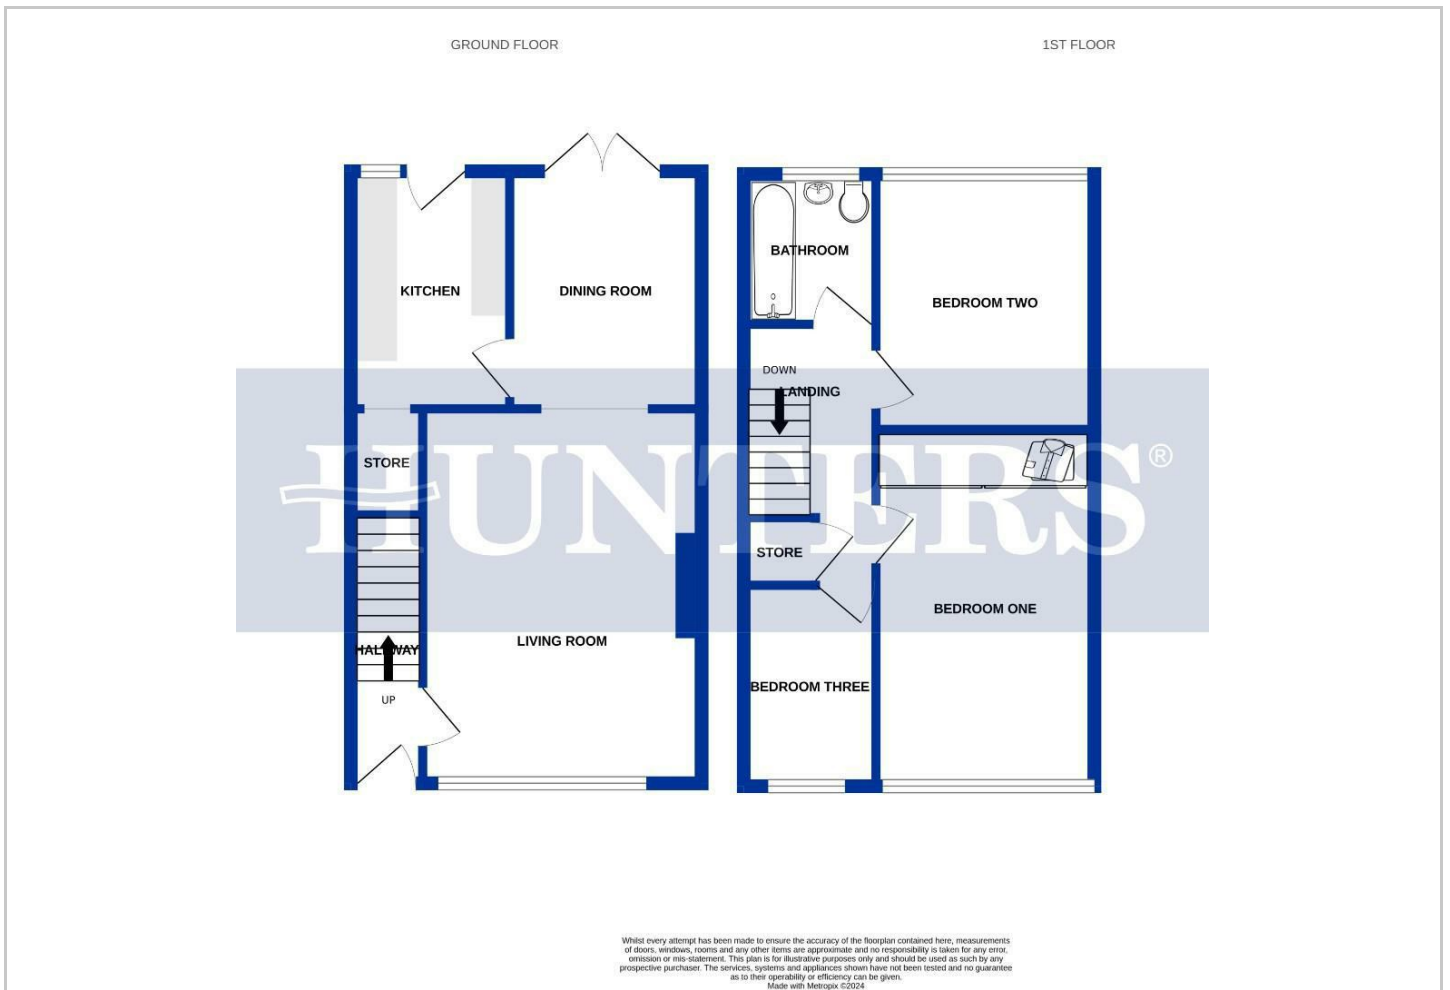 GROUND FLOOR
1ST FLOOR
KITCHEN
DINING ROOM
STORE
HALLWAY
UP
LIVING ROOM
BATHROOM
BEDROOM TWO
DOWN
LANDING
STORE
BEDROOM ONE
BEDROOM THREE
HUNTERS®
Whilst every attempt has been made to ensure the accuracy of the floorplan contained here, measurements
of doors, windows, rooms and any other items are approximate and no responsibility is taken for any error,
omission or mis-statement. This plan is for illustrative purposes only and should be used as such by any
prospective purchaser. The services, systems and appliances shown have not been tested and no guarantee
as to their operability or efficiency can be given.
Made with Metropix ©2024